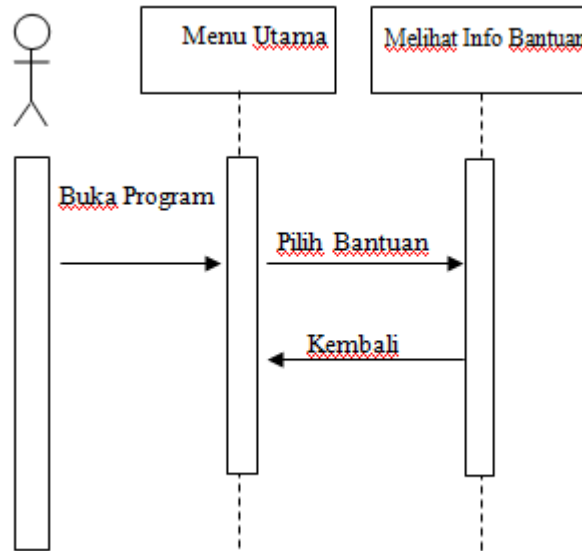 Menu Utama
Melihat Info Bantuan
Buka Program
Pilih Bantuan
Kembali